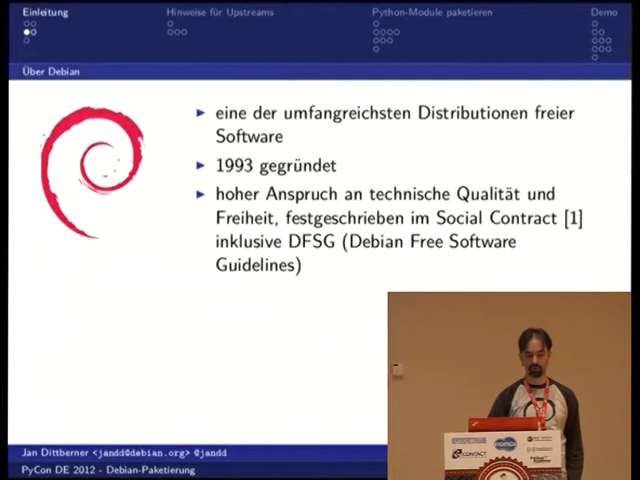 Einleitung
Hinweise für Upstreams
Python-Module paketieren
Demo
Über Debian
eine der umfangreichsten Distributionen freier
Software
1993 gegründet
hoher Anspruch an technische Qualität und
Freiheit, festgeschrieben im Social Contract [1]
inklusive DFSG (Debian Free Software
Guidelines)
Jan Dittberner <jandd@debian.org> @jandd
PyCon DE 2012 - Debian-Paketierung
CONTACT